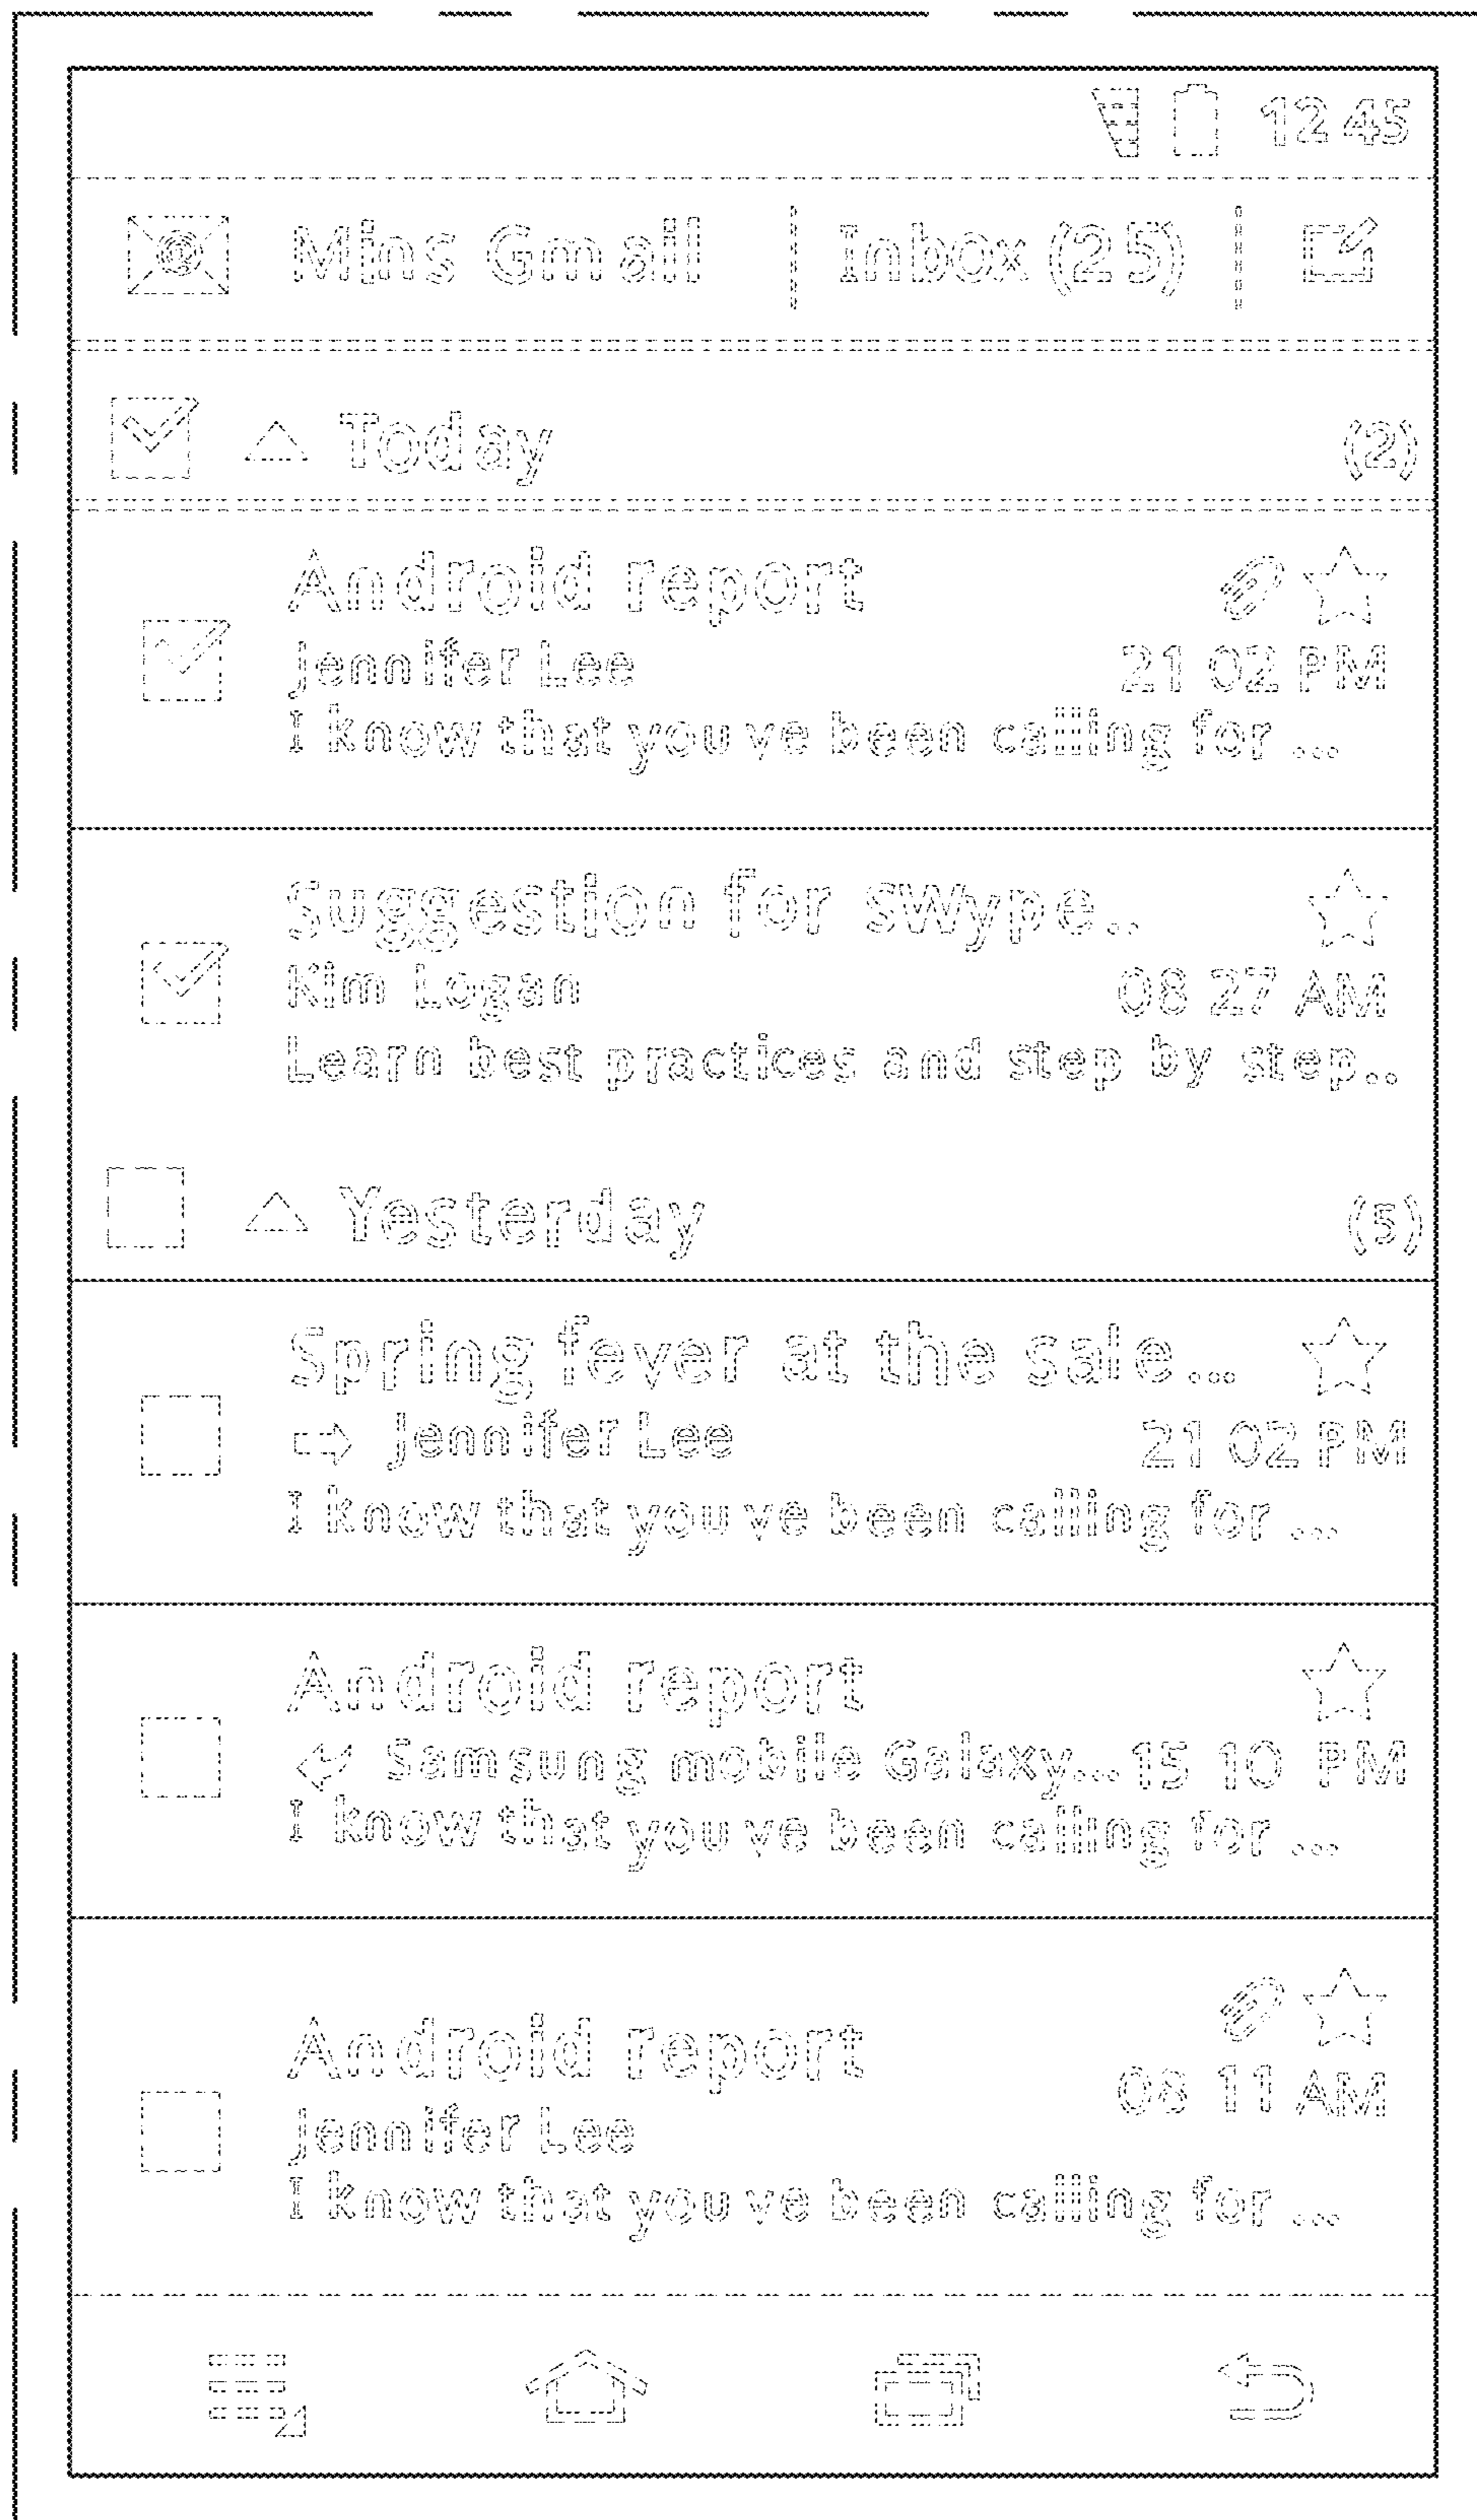 12 45
Mins Gmail Inbox (25)
Today (2)
Android report
Jennifer Lee 21 02 PM
I know that you ve been calling for ...
Suggestion for swype..
Kim Logan 08 27 AM
Learn best practices and step by step..
Yesterday (5)
Spring fever at the sale...
Jennifer Lee 21 02 PM
I know that you ve been calling for ...
Android report
Samsung mobile Galaxy... 15 10 PM
I know that you ve been calling for ...
Android report
08 11 AM
Jennifer Lee
I know that you ve been calling for ...